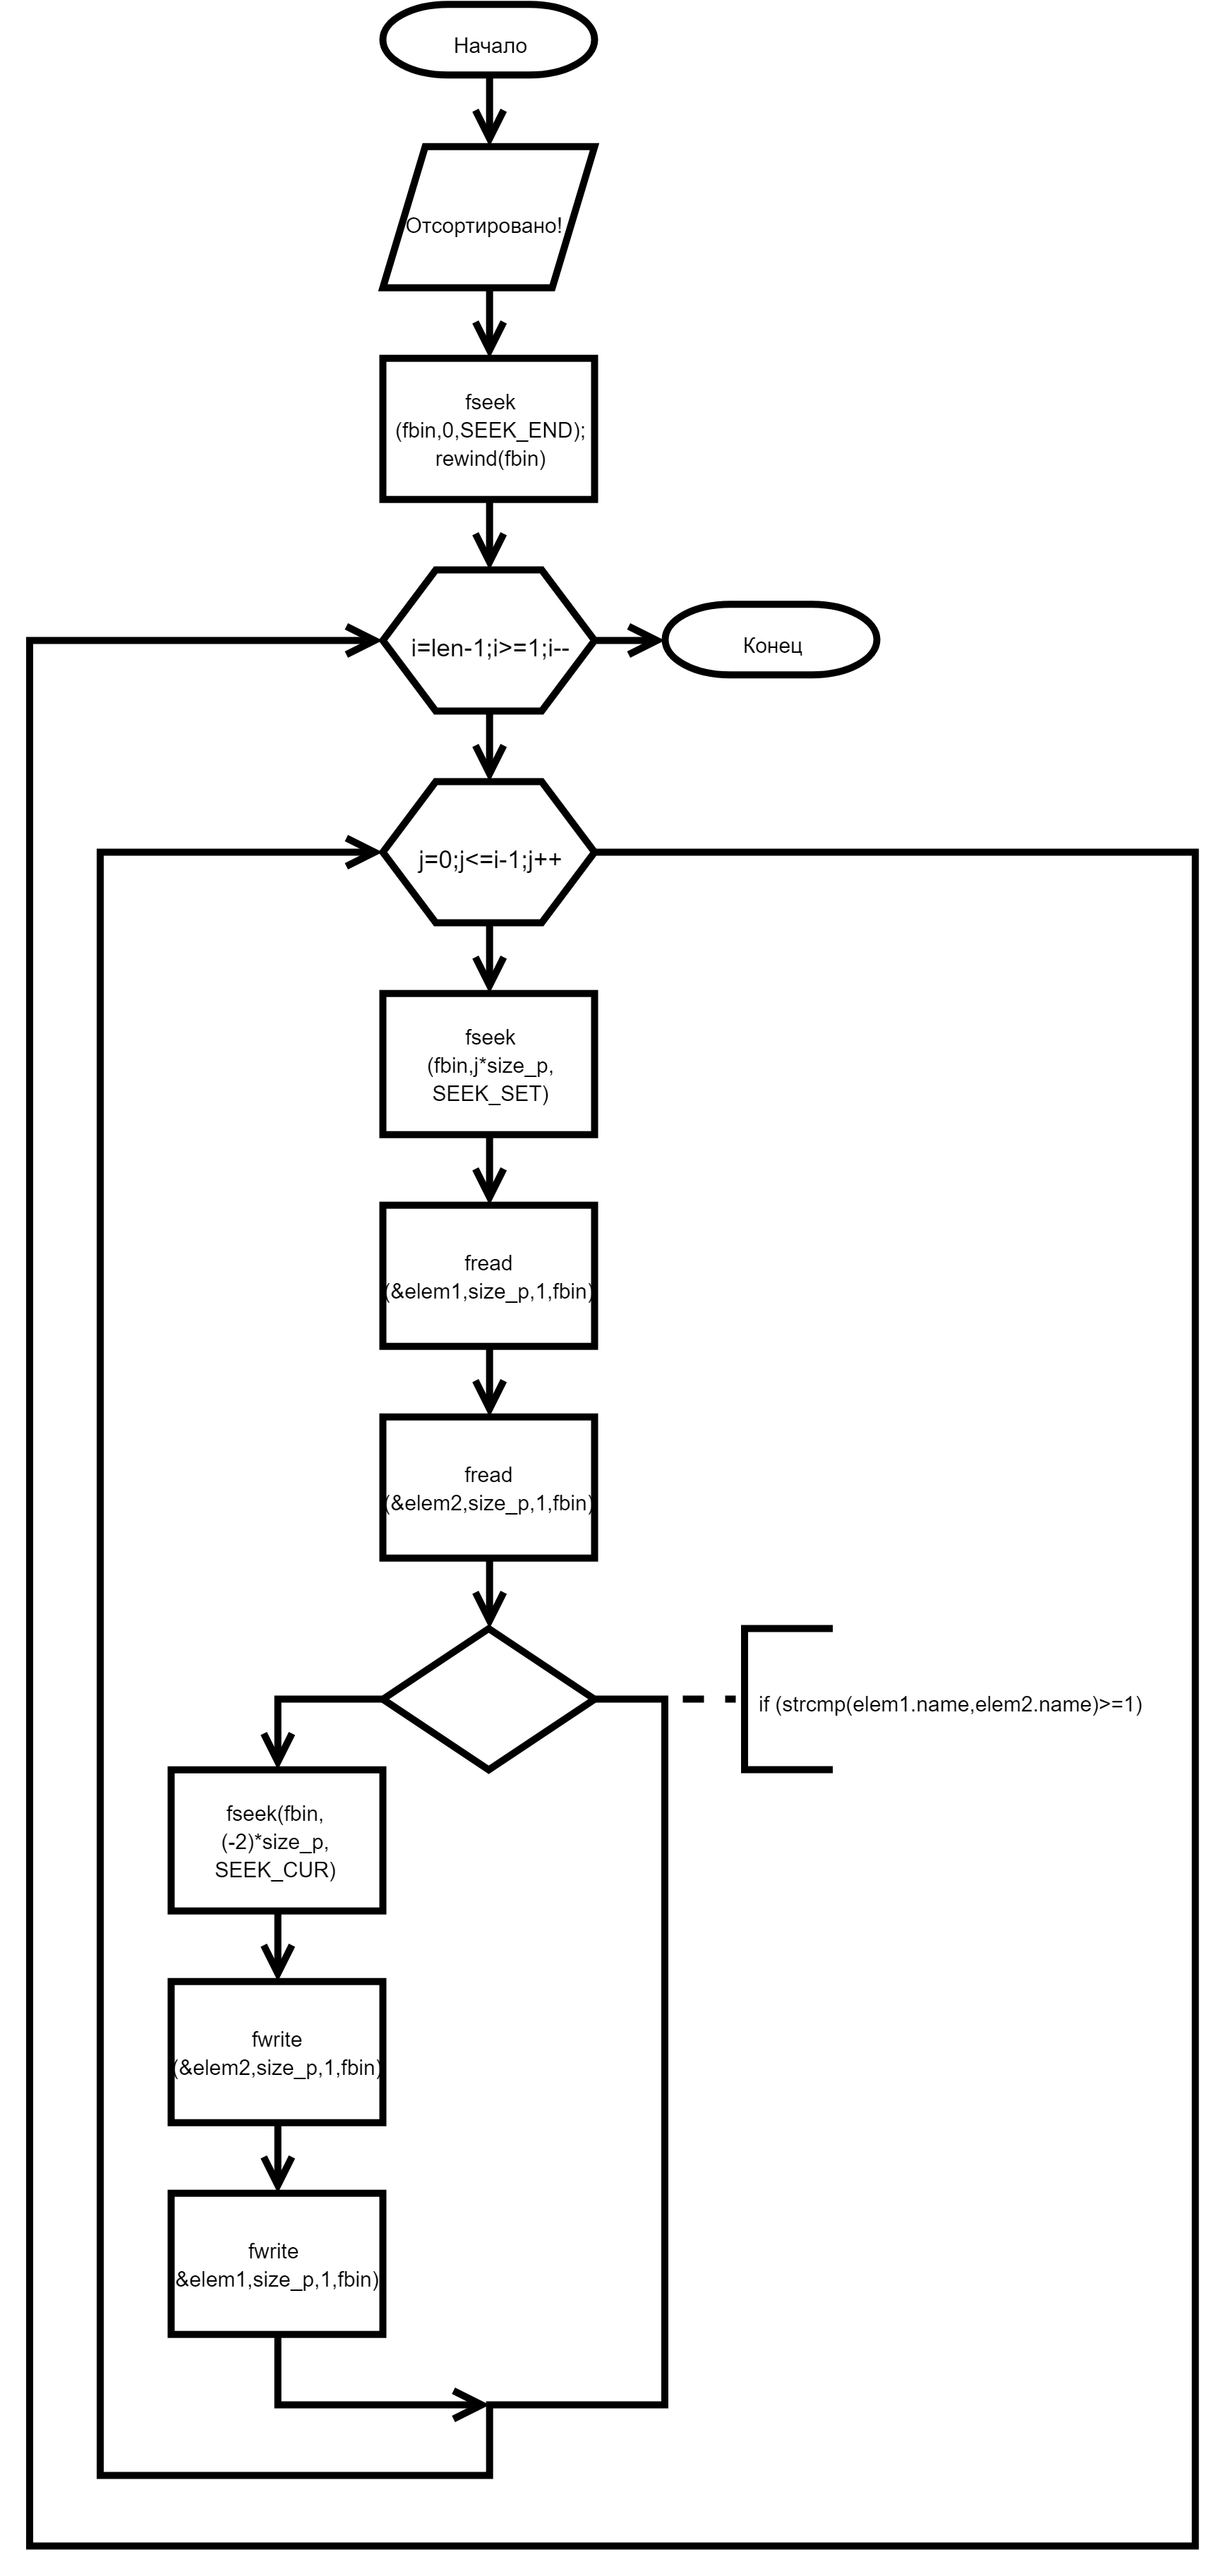 Начало
Отсортировано!
fseek
(fbin,0,SEEK_END);
rewind(fbin)
i=len-1;i>=1;i--
Конец
j=0;j<=i-1;j++
fseek
(fbin,j*size_p,
SEEK_SET)
fread
(&elem1,size_p,1,fbin)
fread
(&elem2,size_p,1,fbin)
if (strcmp(elem1.name,elem2.name)>=1)
fseek(fbin,
(-2)*size_p,
SEEK_CUR)
fwrite
(&elem2,size_p,1,fbin)
fwrite
&elem1,size_p,1,fbin)